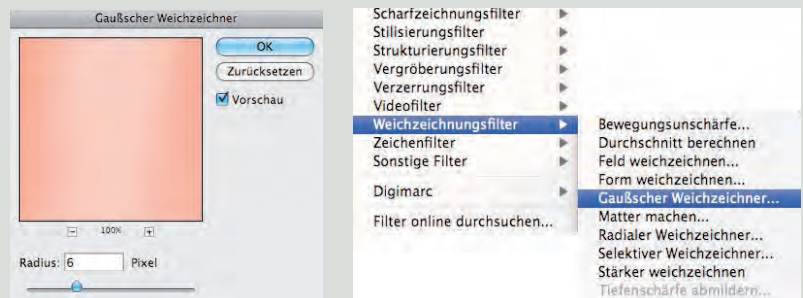 Gaußscher Weichzeichner
OK
Zurücksetzen
Vorschau
100%
Radius: 6 Pixel
Scharfzeichnungsfilter
Stilisierungsfilter
Strukturierungsfilter
Vergröberungsfilter
Verzerrungsfilter
Videofilter
Weichzeichnungsfilter
Zeichenfilter
Sonstige Filter
Digimarc
Filter online durchsuchen...
Bewegungsunschärfe...
Durchschnitt berechnen
Feld weichzeichnen...
Form weichzeichnen...
Gaußscher Weichzeichner...
Matter machen...
Radialer Weichzeichner...
Selektiver Weichzeichner...
Stärker weichzeichnen
Tiefenschärfe abmildern...